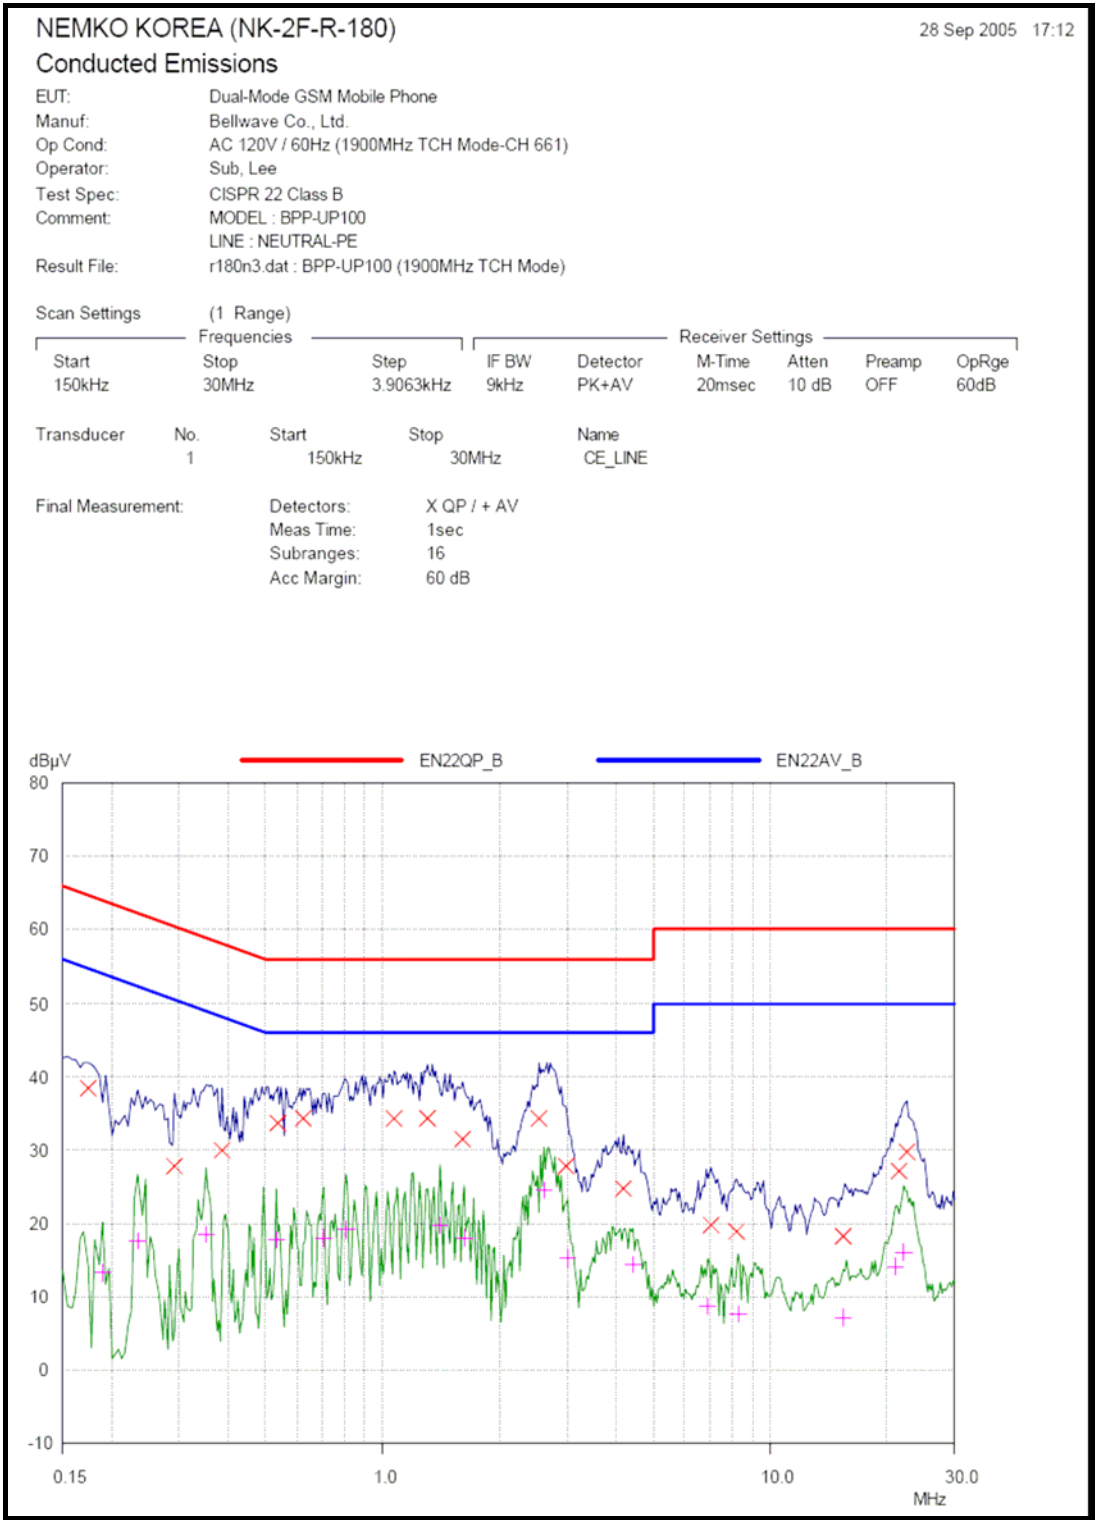 NEMKO KOREA (NK-2F-R-180) 28 Sep 2005 17:12
Conducted Emissions
EUT: Dual-Mode GSM Mobile Phone
Manuf: Bellwave Co., Ltd.
Op Cond: AC 120V / 60Hz (1900MHz TCH Mode-CH 661)
Operator: Sub, Lee
Test Spec: CISPR 22 Class B
Comment: MODEL : BPP-UP100
LINE : NEUTRAL-PE
Result File: r180n3.dat : BPP-UP100 (1900MHz TCH Mode)
Scan Settings (1 Range)
Frequencies Receiver Settings
Start Stop Step IF BW Detector M-Time Atten Preamp OpRge
150kHz 30MHz 3.9063kHz 9kHz PK+AV 20msec 10 dB OFF 60dB
Transducer No. Start Stop Name
1 150kHz 30MHz CE_LINE
Final Measurement: Detectors: X QP / + AV
Meas Time: 1sec
Subranges: 16
Acc Margin: 60 dB
dBµV EN22QP_B EN22AV_B
80
70
60
50
40
30
20
10
0
-10
0.15 1.0 10.0 30.0
MHz